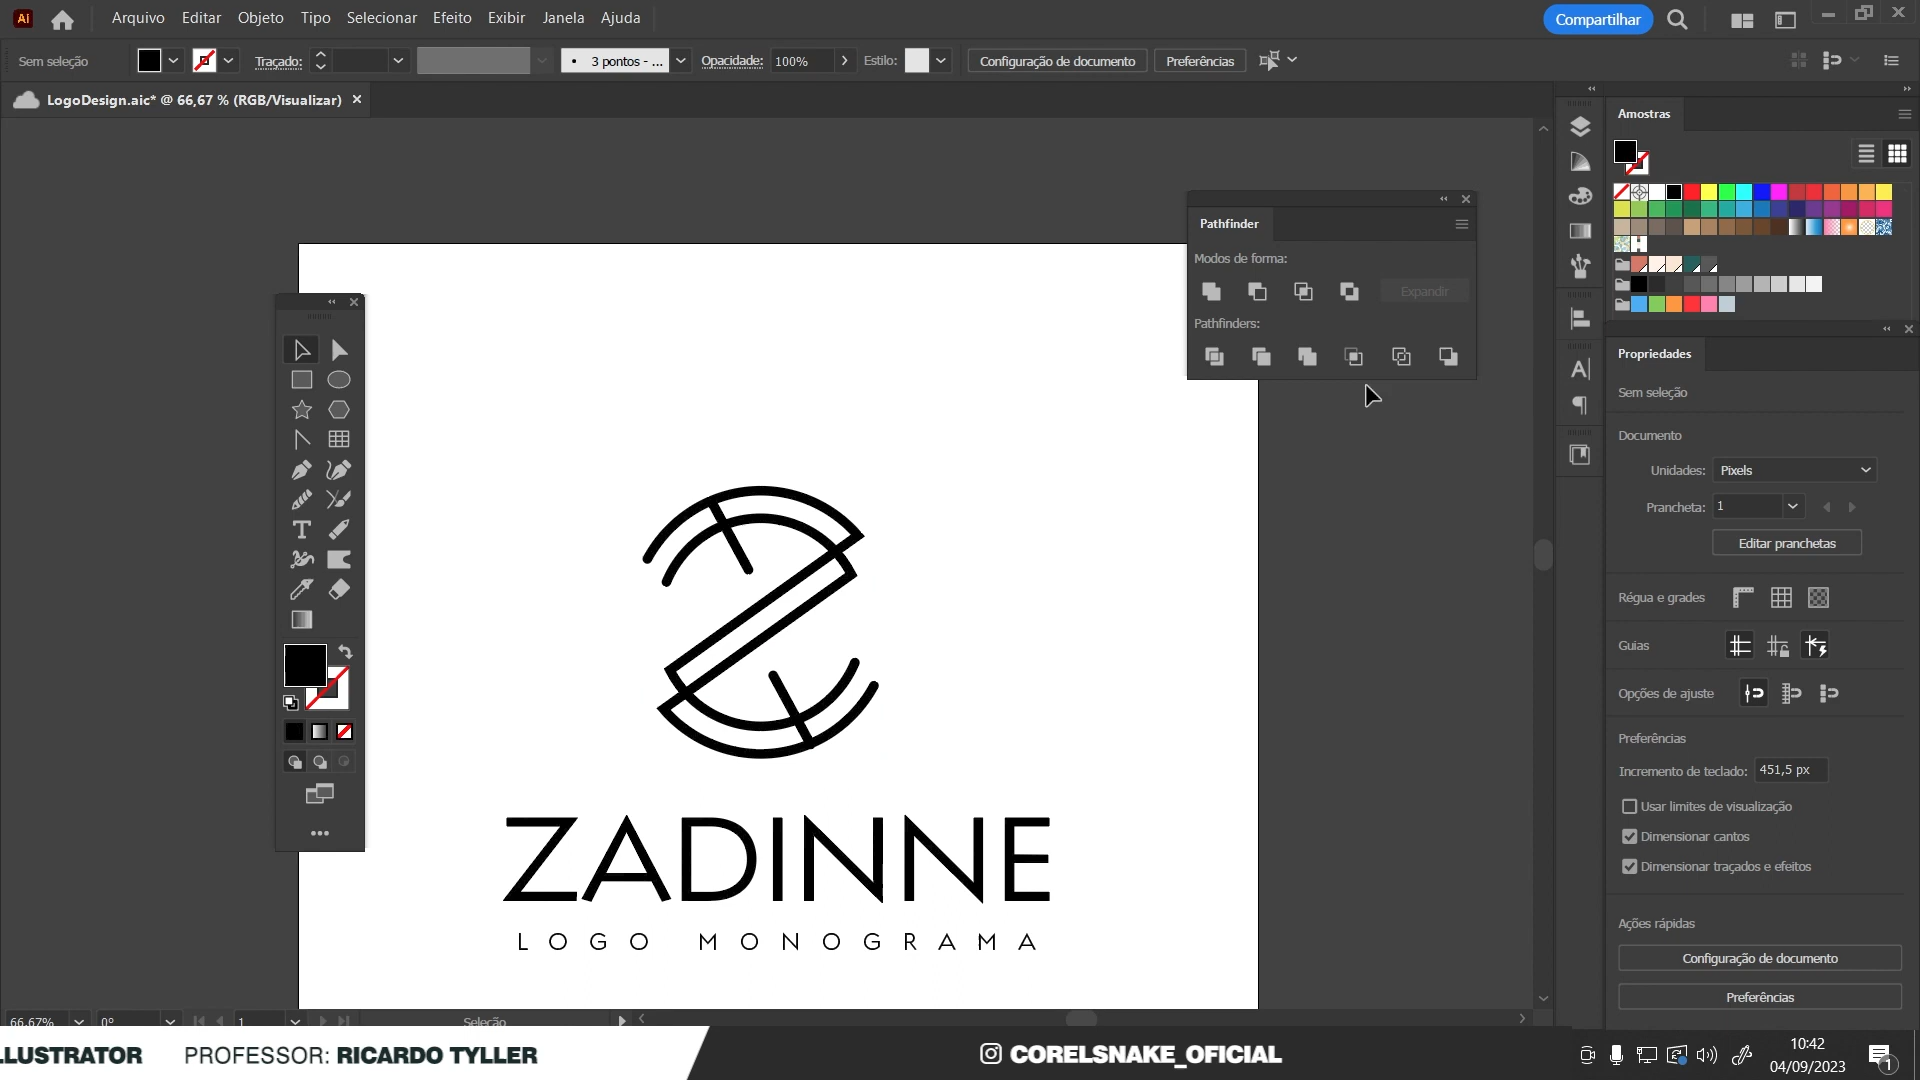 Ai Arquivo Editar Objeto Tipo Selecionar Efeito Exibir Janela Ajuda Compartilhar
Sem seleção Traçado: 3 pontos - ... Opacidade: 100% Estilo: Configuração de documento Preferências
LogoDesign.aic* @ 66,67 % (RGB/Visualizar) ×
Amostras
Pathfinder
Modos de forma:
Expandir
Pathfinders:
Propriedades
Sem seleção
Documento
Unidades: Pixels
Prancheta: 1
Editar pranchetas
Régua e grades
Guias
Opções de ajuste
Preferências
Incremento de teclado: 451,5 px
Usar limites de visualização
Dimensionar cantos
Dimensionar traçados e efeitos
Ações rápidas
Configuração de documento
Preferências
ZADINNE
LOGO MONOGRAMA
66,67% 0° 1 Seleção
LLUSTRATOR PROFESSOR: RICARDO TYLLER CORELSNAKE_OFICIAL
10:42
04/09/2023
1